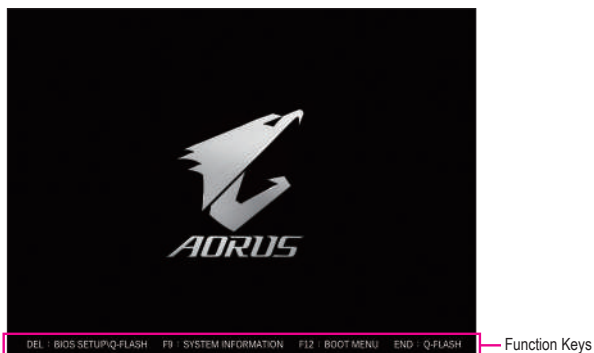 AORUS
DEL : BIOS SETUP\Q-FLASH F9 : SYSTEM INFORMATION F12 : BOOT MENU END : Q-FLASH
Function Keys